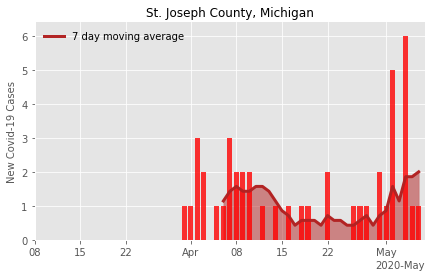 St. Joseph County, Michigan
7 day moving average
New Covid-19 Cases
6
5
4
3
2
1
0
08 15 22 Apr 08 15 22 May
2020-May